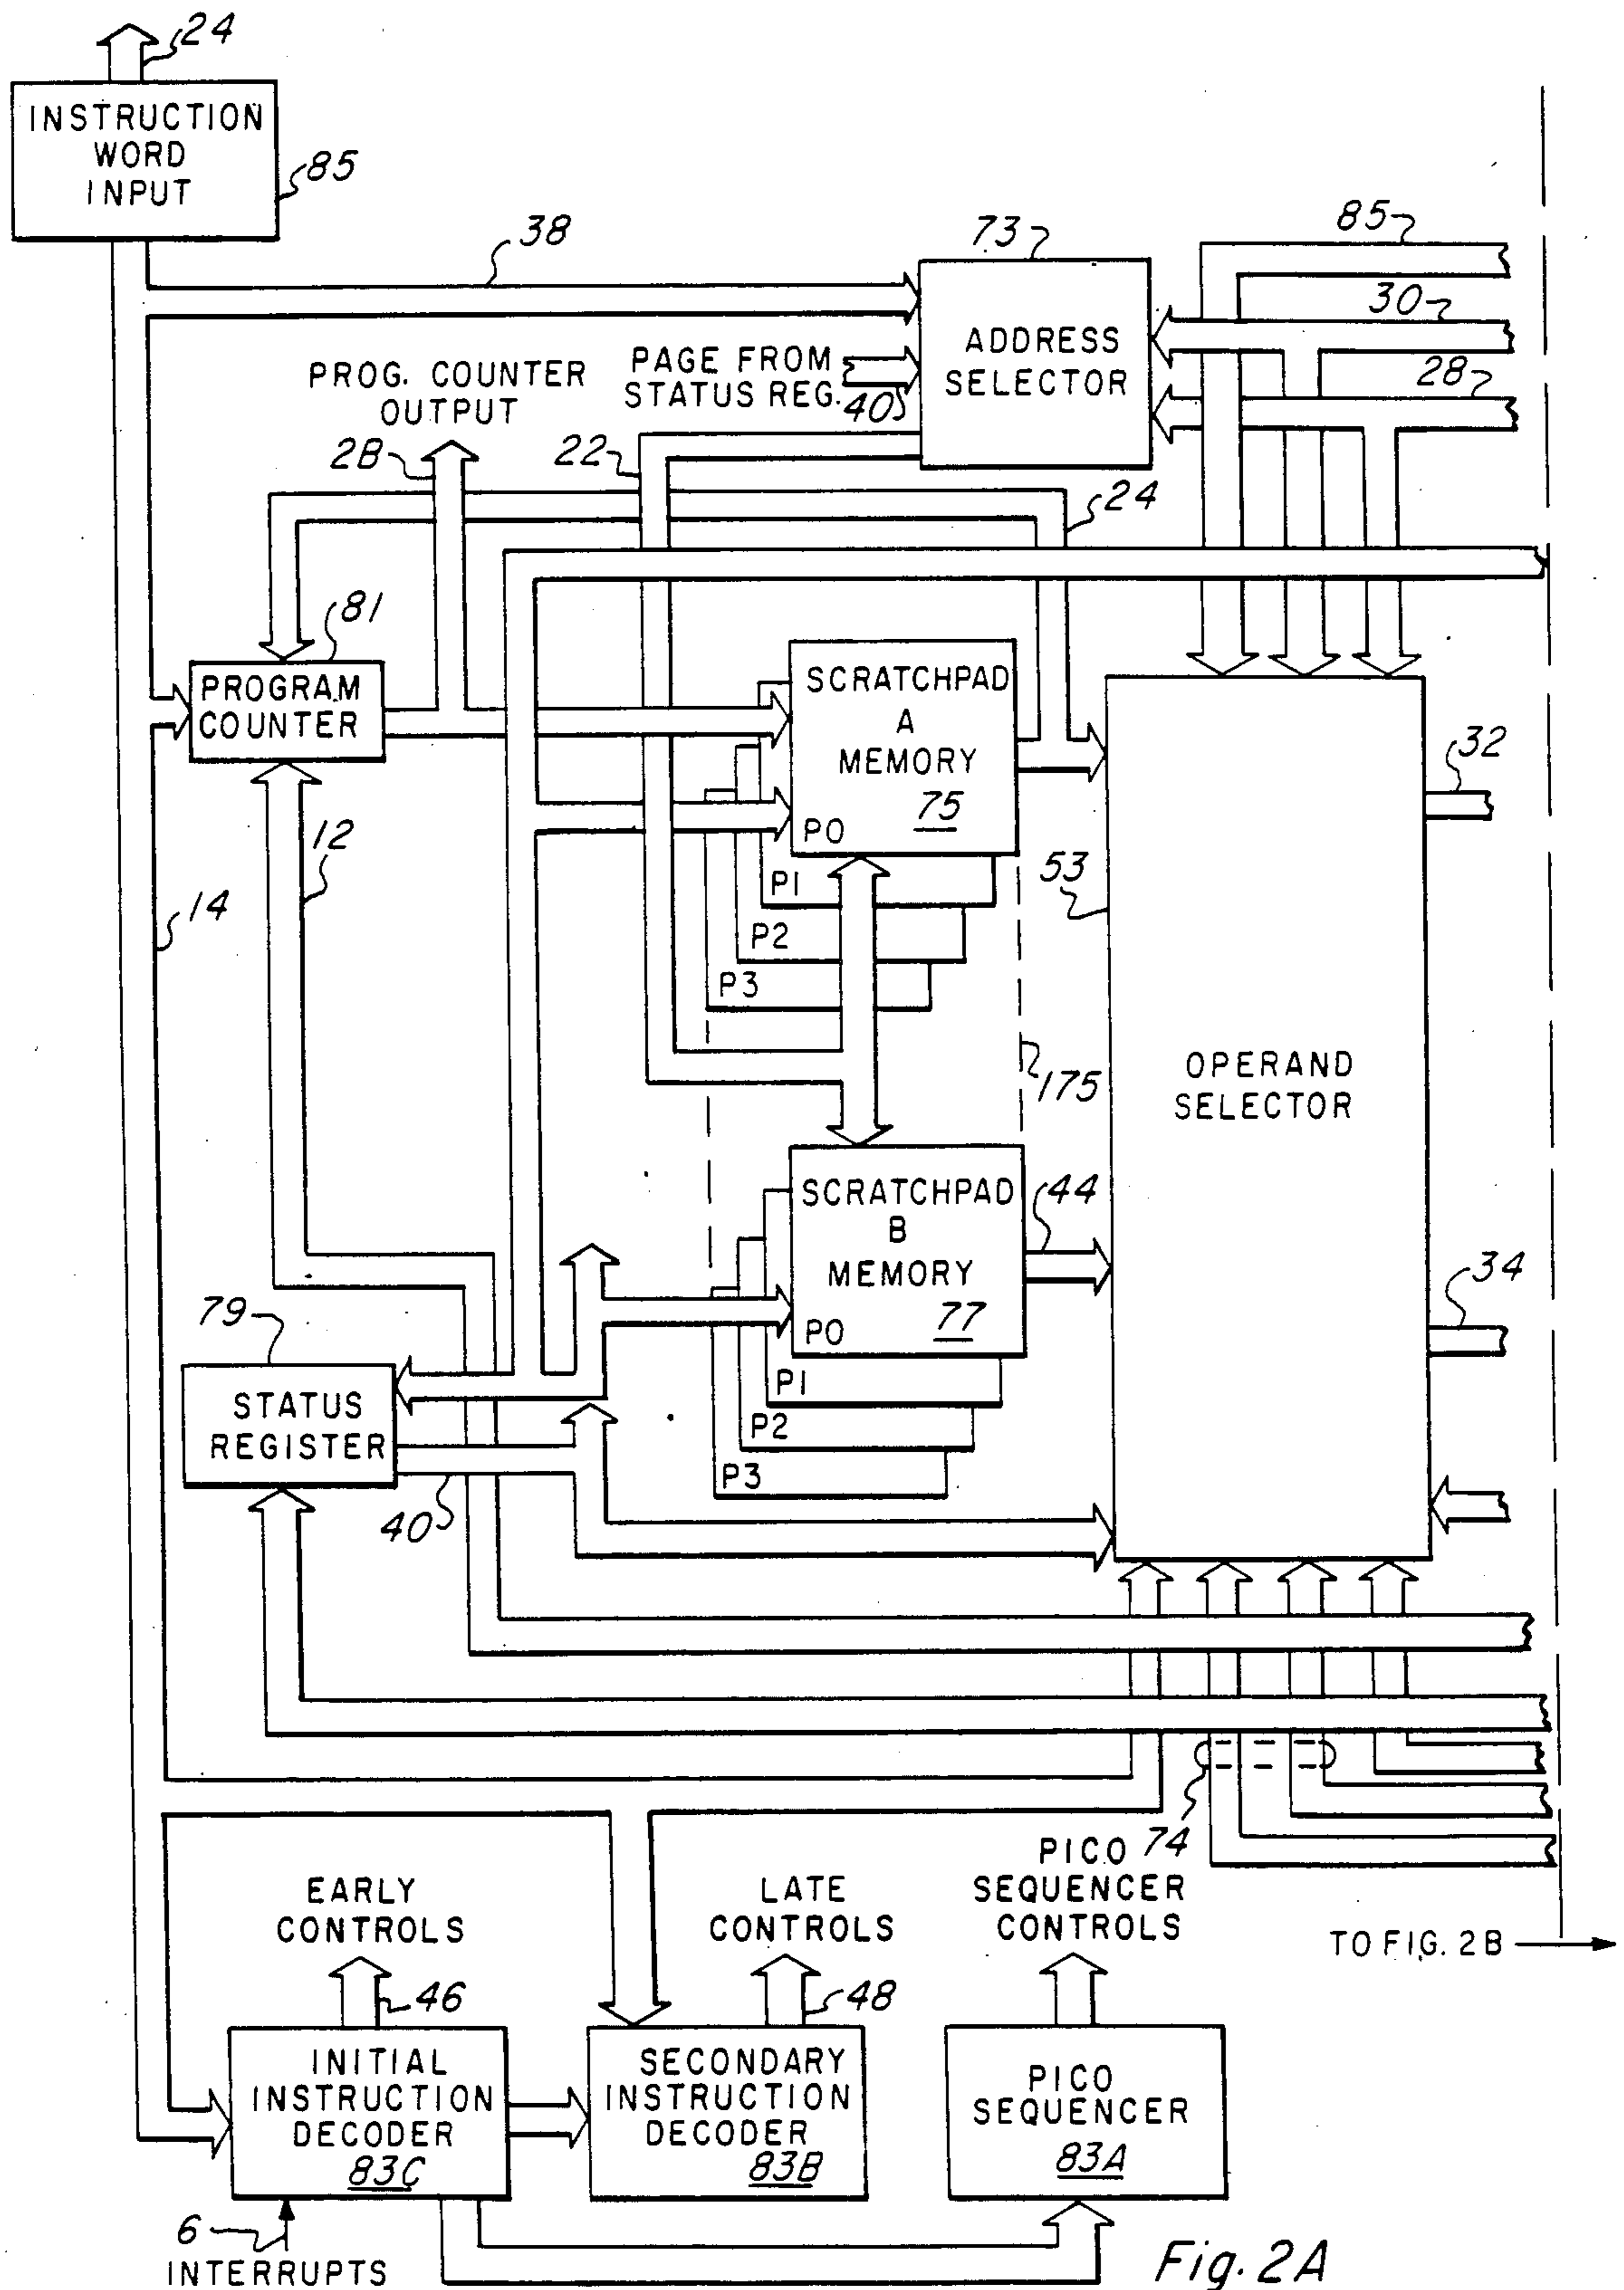 24
INSTRUCTION
WORD
INPUT
85
38
73
85
30
28
ADDRESS
SELECTOR
PAGE FROM
STATUS REG.
40
PROG. COUNTER
OUTPUT
2B
22
24
81
PROGRAM
COUNTER
SCRATCHPAD
A
MEMORY
75
P0
P1
P2
P3
32
12
14
53
175
OPERAND
SELECTOR
SCRATCHPAD
B
MEMORY
77
P0
P1
P2
P3
44
34
79
STATUS
REGISTER
40
74
EARLY
CONTROLS
LATE
CONTROLS
PICO
SEQUENCER
CONTROLS
TO FIG. 2B
46
48
INITIAL
INSTRUCTION
DECODER
83C
SECONDARY
INSTRUCTION
DECODER
83B
PICO
SEQUENCER
83A
6
INTERRUPTS
Fig. 2A